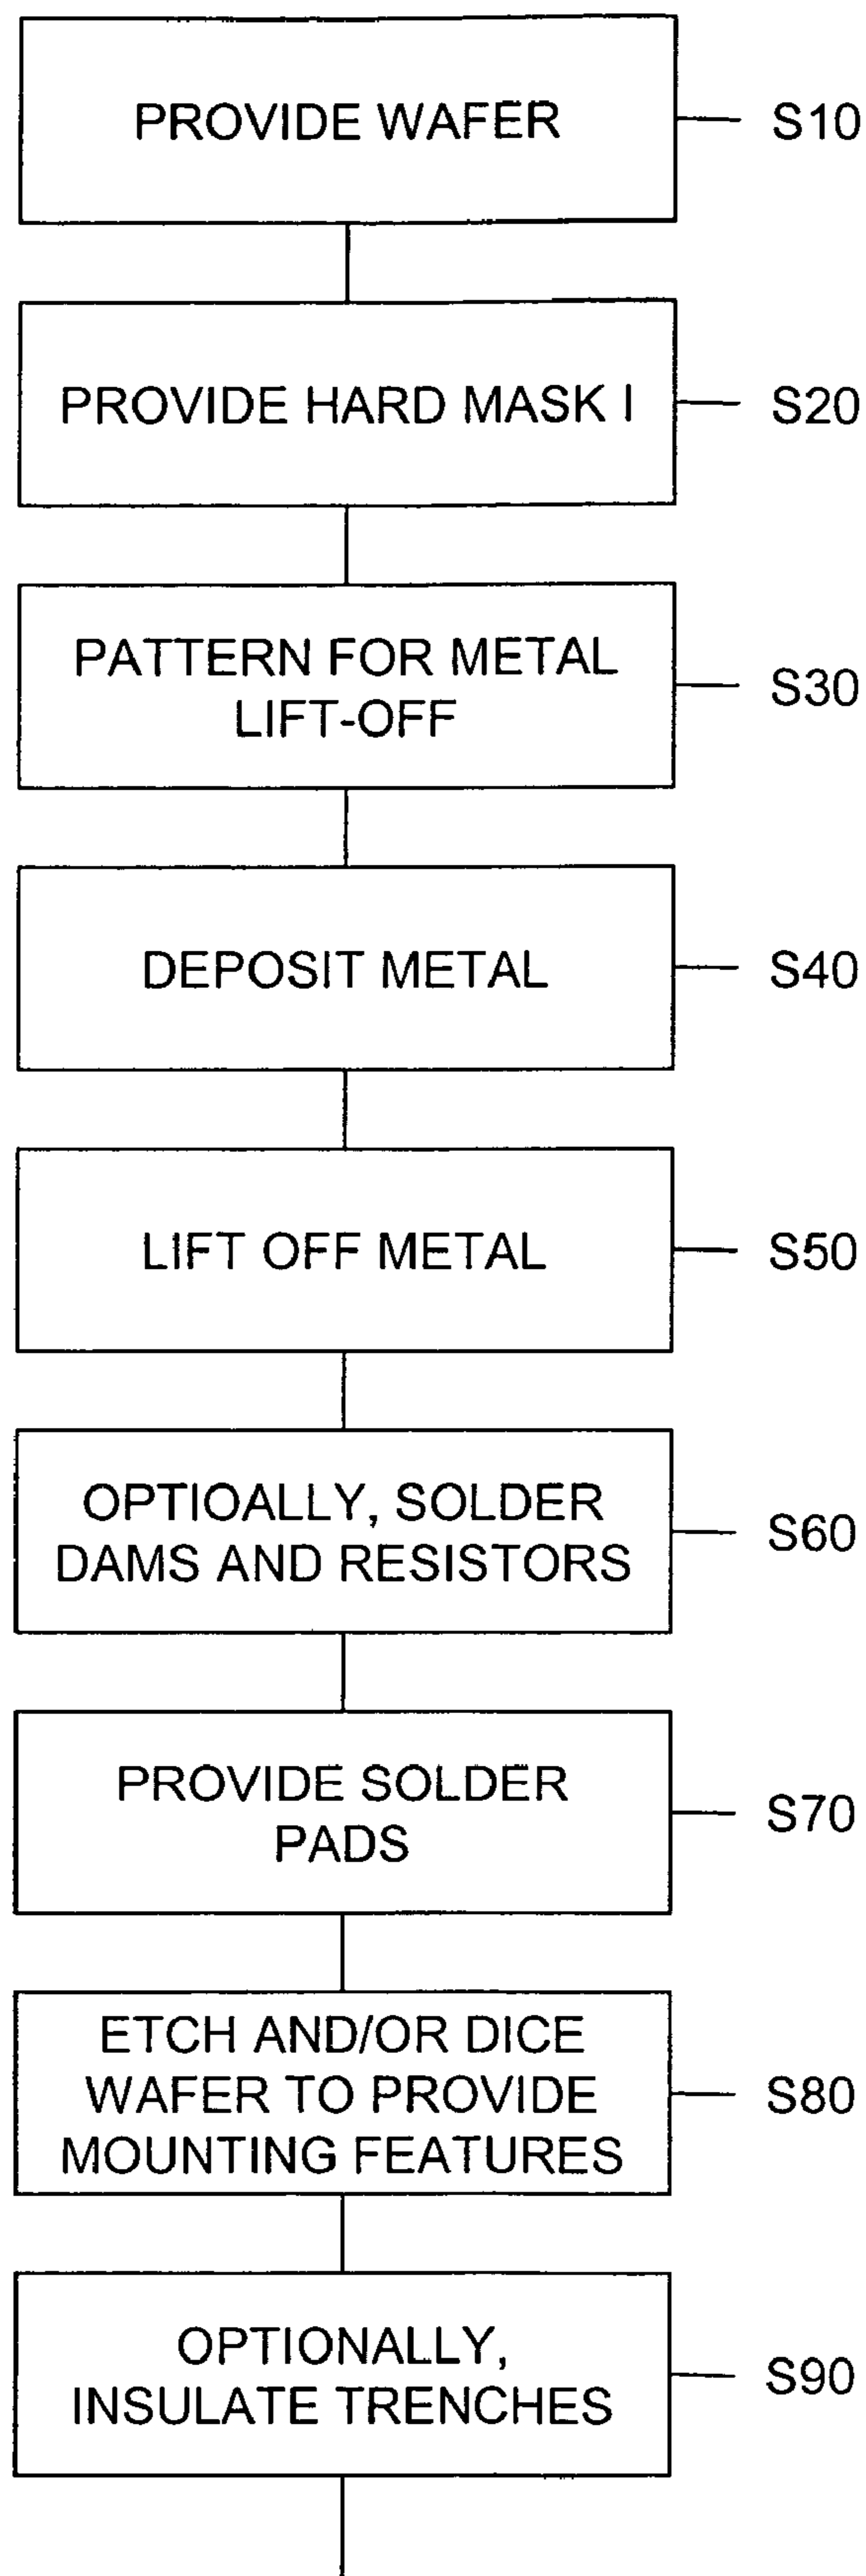 PROVIDE WAFER
S10
PROVIDE HARD MASK I
S20
PATTERN FOR METAL
LIFT-OFF
S30
DEPOSIT METAL
S40
LIFT OFF METAL
S50
OPTIOALLY, SOLDER
DAMS AND RESISTORS
S60
PROVIDE SOLDER
PADS
S70
ETCH AND/OR DICE
WAFER TO PROVIDE
MOUNTING FEATURES
S80
OPTIONALLY,
INSULATE TRENCHES
S90